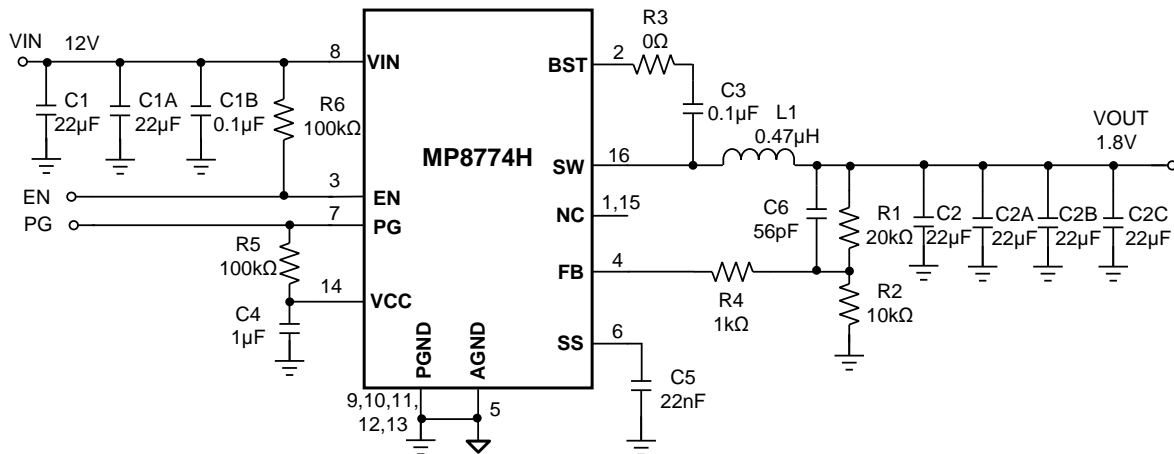 VIN
12V
C1
22µF
C1A
22µF
C1B
0.1µF
R6
100kΩ
EN
PG
R5
100kΩ
C4
1µF
8
VIN
3
EN
7
PG
14
VCC
MP8774H
PGND
AGND
9,10,11,
12,13
5
BST
2
R3
0Ω
C3
0.1µF
SW
16
L1
0.47µH
NC
1,15
FB
4
R4
1kΩ
C6
56pF
R1
20kΩ
R2
10kΩ
SS
6
C5
22nF
C2
22µF
C2A
22µF
C2B
22µF
C2C
22µF
VOUT
1.8V